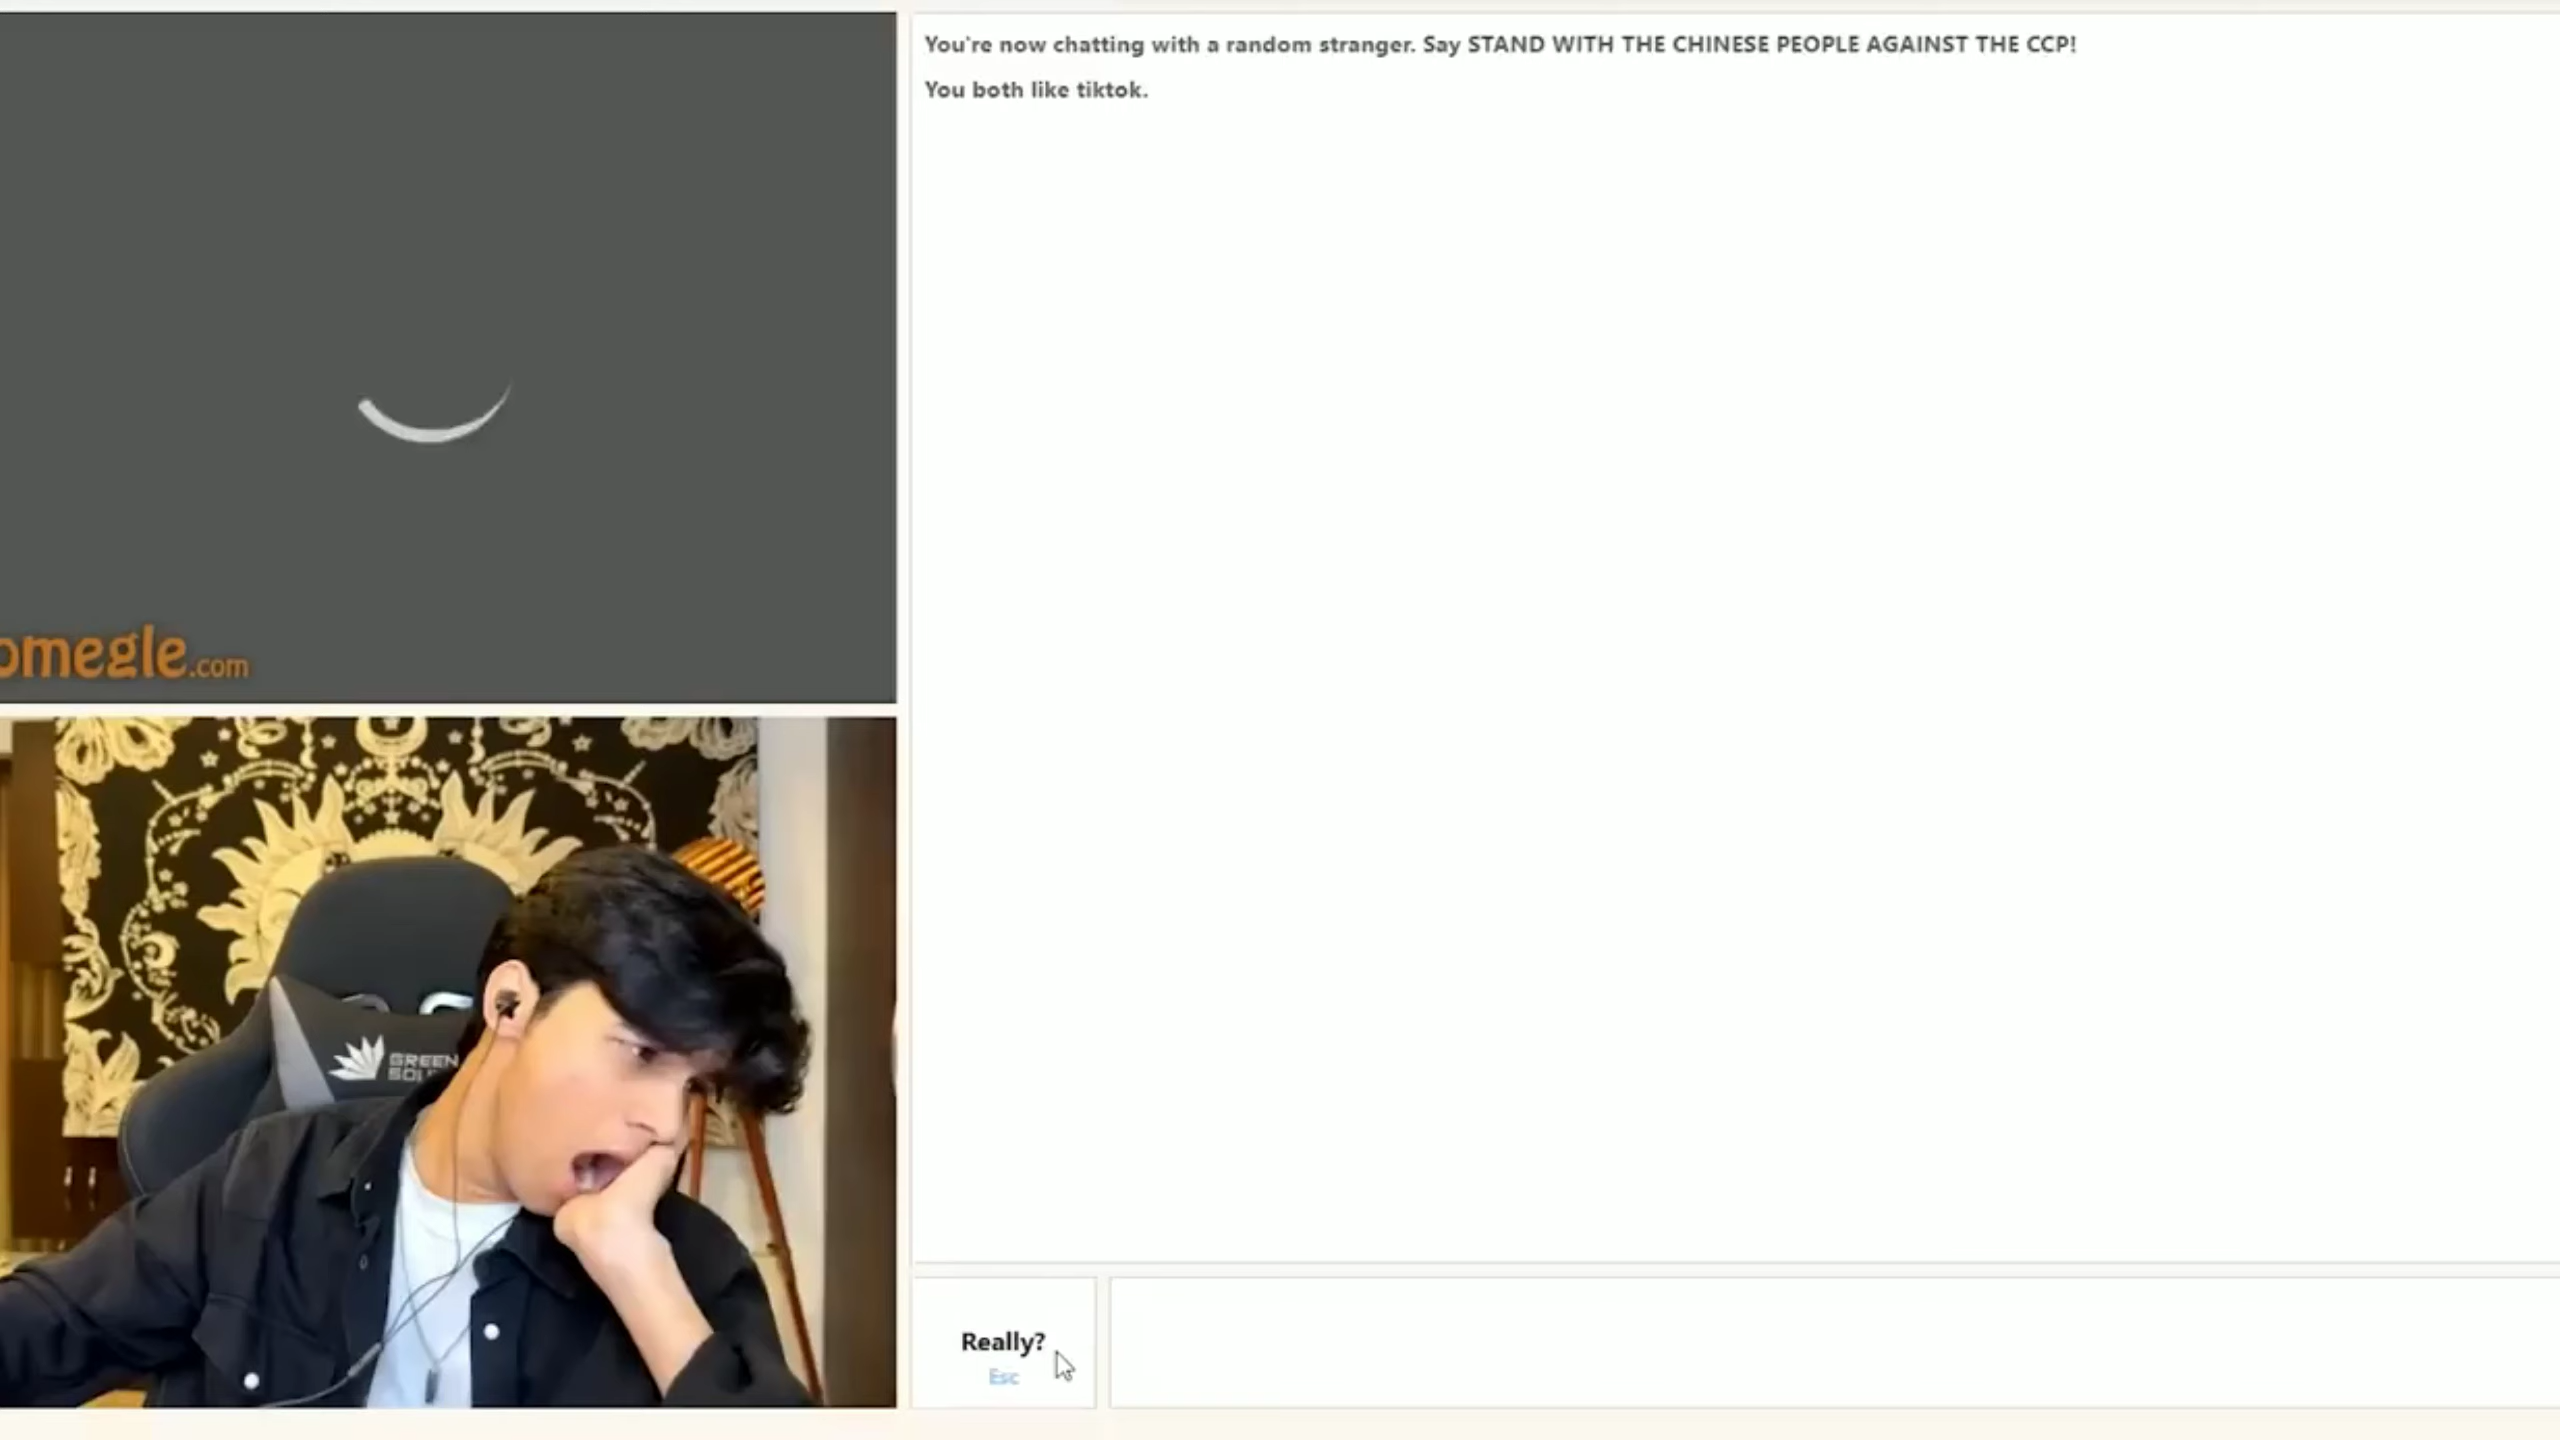 You're now chatting with a random stranger. Say STAND WITH THE CHINESE PEOPLE AGAINST THE CCP!
You both like tiktok.
omegle.com
GREEN
Really?
Esc